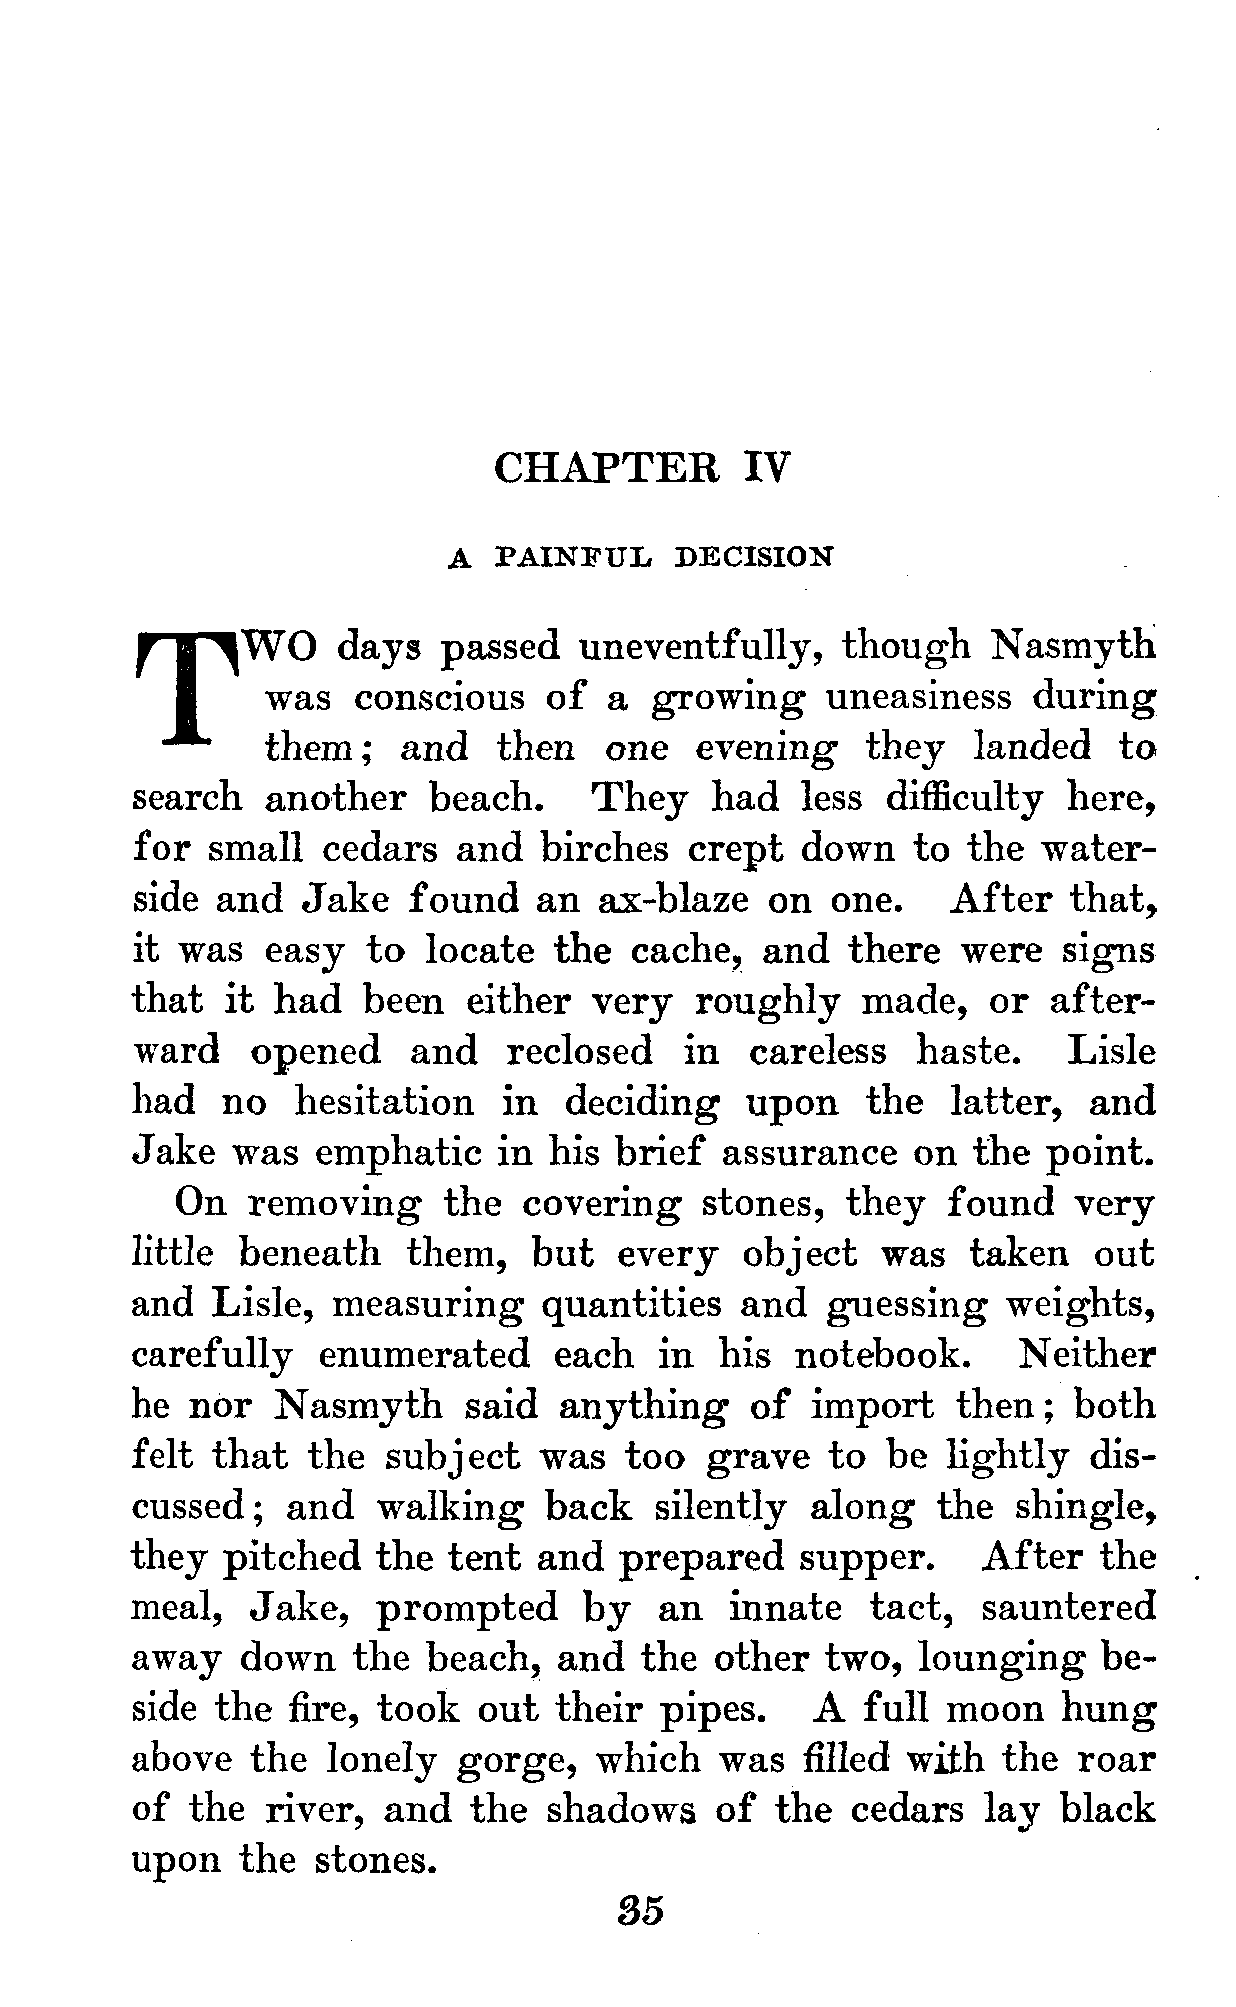 CHAPTER IV
A PAINFUL DECISION
TWO days passed uneventfully, though Nasmyth
was conscious of a growing uneasiness during
them; and then one evening they landed to
search another beach. They had less difficulty here,
for small cedars and birches crept down to the water-
side and Jake found an ax-blaze on one. After that,
it was easy to locate the cache, and there were signs
that it had been either very roughly made, or after-
ward opened and reclosed in careless haste. Lisle
had no hesitation in deciding upon the latter, and
Jake was emphatic in his brief assurance on the point.
On removing the covering stones, they found very
little beneath them, but every object was taken out
and Lisle, measuring quantities and guessing weights,
carefully enumerated each in his notebook. Neither
he nor Nasmyth said anything of import then; both
felt that the subject was too grave to be lightly dis-
cussed; and walking back silently along the shingle,
they pitched the tent and prepared supper. After the
meal, Jake, prompted by an innate tact, sauntered
away down the beach, and the other two, lounging be-
side the fire, took out their pipes. A full moon hung
above the lonely gorge, which was filled with the roar
of the river, and the shadows of the cedars lay black
upon the stones.
35